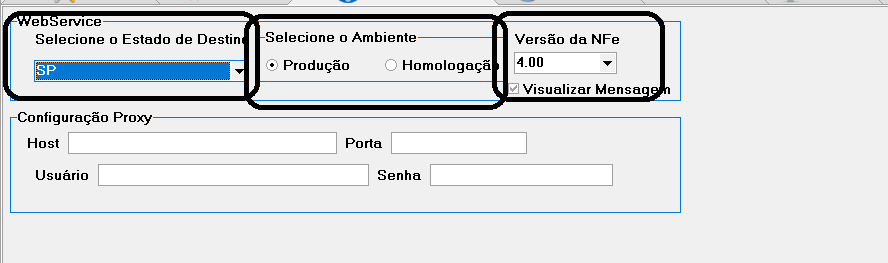 WebService
Selecione o Estado de Destino
Selecione o Ambiente
Versão da NFe
SP
Produção
Homologação
4.00
Visualizar Mensagem
Configuração Proxy
Host
Porta
Usuário
Senha